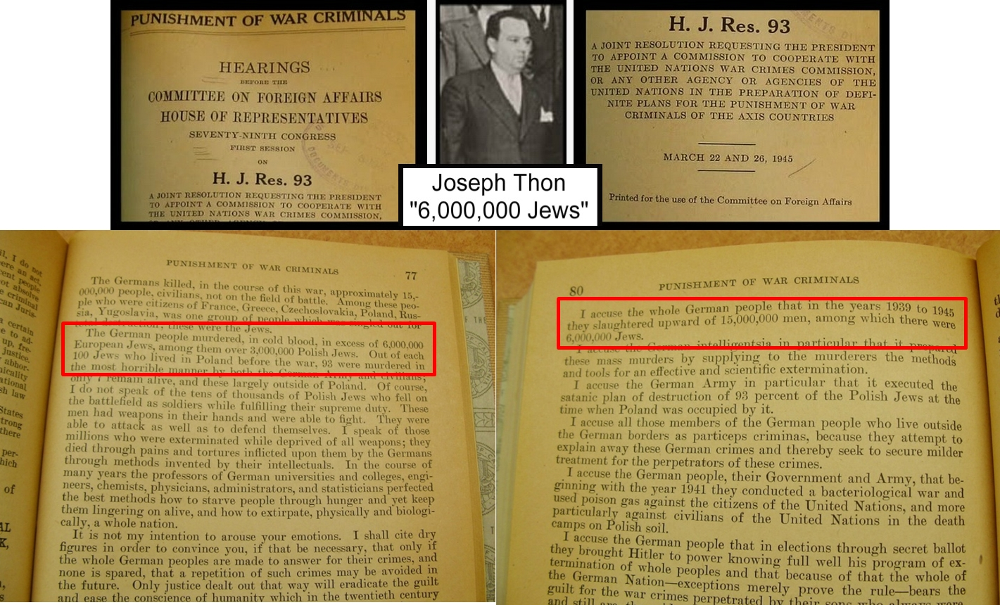 PUNISHMENT OF WAR CRIMINALS
HEARINGS
BEFORE THE
COMMITTEE ON FOREIGN AFFAIRS
HOUSE OF REPRESENTATIVES
SEVENTY-NINTH CONGRESS
FIRST SESSION
ON
H. J. Res. 93
A JOINT RESOLUTION REQUESTING THE PRESIDENT
TO APPOINT A COMMISSION TO COOPERATE WITH
THE UNITED NATIONS WAR CRIMES COMMISSION,
Joseph Thon
"6,000,000 Jews"
H. J. Res. 93
A JOINT RESOLUTION REQUESTING THE PRESIDENT
TO APPOINT A COMMISSION TO COOPERATE WITH
THE UNITED NATIONS WAR CRIMES COMMISSION,
OR ANY OTHER AGENCY OR AGENCIES OF THE
UNITED NATIONS IN THE PREPARATION OF DEFI-
NITE PLANS FOR THE PUNISHMENT OF WAR
CRIMINALS OF THE AXIS COUNTRIES
MARCH 22 AND 26, 1945
Printed for the use of the Committee on Foreign Affairs
PUNISHMENT OF WAR CRIMINALS 77
The Germans killed, in the course of this war, approximately 15,-
000,000 people, civilians, not on the field of battle. Among these peo-
ple who were citizens of France, Greece, Czechoslovakia, Poland, Rus-
sia, Yugoslavia, was one group of people which was singled out for
total destruction; these were the Jews.
The German people murdered, in cold blood, in excess of 6,000,000
European Jews, among them over 3,000,000 Polish Jews. Out of each
100 Jews who lived in Poland before the war, 93 were murdered in
the most horrible manner by both the German Army and civilians;
only 7 remain alive, and these largely outside of Poland. Of course,
I do not speak of the tens of thousands of Polish Jews who fell on
the battlefield as soldiers while fulfilling their supreme duty. These
men had weapons in their hands and were able to fight. They were
able to attack as well as to defend themselves. I speak of those
millions who were exterminated while deprived of all weapons; they
died through pains and tortures inflicted upon them by the Germans
through methods invented by their intellectuals. In the course of
many years the professors of German universities and colleges, engi-
neers, chemists, physicians, administrators, and statisticians perfected
the best methods how to starve people through hunger and yet keep
them lingering on alive, and how to extirpate, physically and biologi-
cally, a whole nation.
It is not my intention to arouse your emotions. I shall cite dry
figures in order to convince you, if that be necessary, that only if
the whole German peoples are made to answer for their crimes, and
none is spared, that a repetition of such crimes may be avoided in
the future. Only justice dealt out that way will eradicate the guilt
and ease the conscience of humanity which in the twentieth century
80 PUNISHMENT OF WAR CRIMINALS
I accuse the whole German people that in the years 1939 to 1945
they slaughtered upward of 15,000,000 men, among which there were
6,000,000 Jews.
I accuse the German intelligentsia in particular that it prepared
these mass murders by supplying to the murderers the methods
and tools for an effective and scientific extermination.
I accuse the German Army in particular that it executed the
satanic plan of destruction of 93 percent of the Polish Jews at the
time when Poland was occupied by it.
I accuse all those members of the German people who live outside
the German borders as particeps criminas, because they attempt to
explain away these German crimes and thereby seek to secure milder
treatment for the perpetrators of these crimes.
I accuse the German people, their Government and Army, that be-
ginning with the year 1941 they conducted a bacteriological war and
used poison gas against the citizens of the United Nations, and more
particularly against civilians of the United Nations in the death
camps on Polish soil.
I accuse the German people that in elections through secret ballot
they brought Hitler to power knowing full well his program of ex-
termination of whole peoples and that because of that the whole of
the German Nation—exceptions merely prove the rule—bears the
guilt for the war crimes perpetrated by their sons who always were